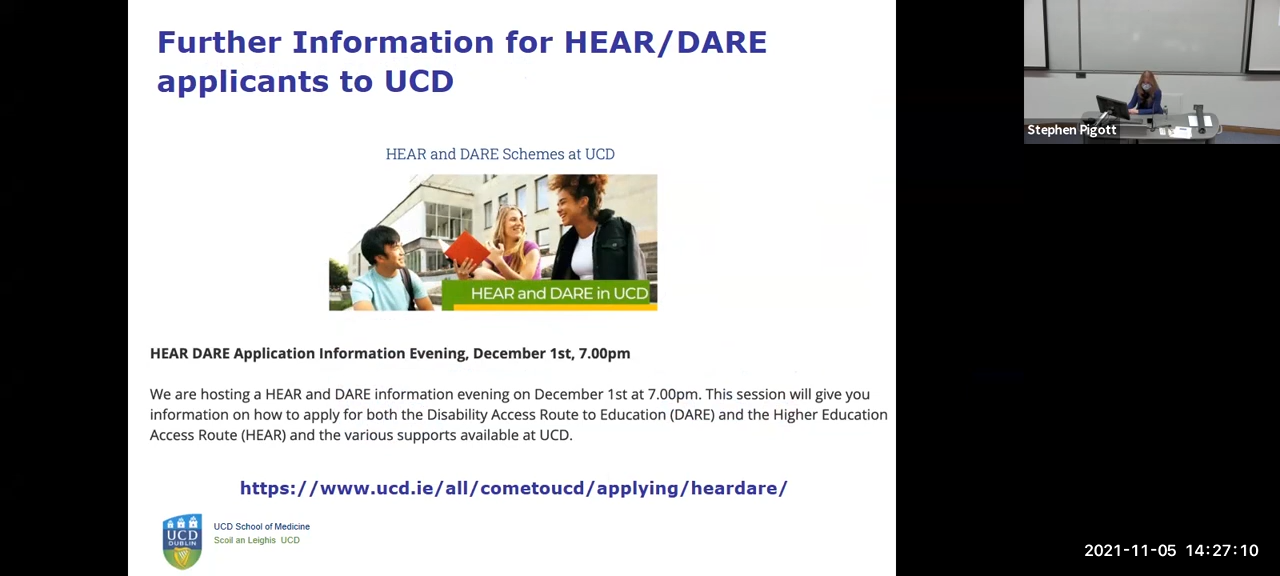 Further Information for HEAR/DARE
applicants to UCD
HEAR and DARE Schemes at UCD
HEAR and DARE in UCD
HEAR DARE Application Information Evening, December 1st, 7.00pm
We are hosting a HEAR and DARE information evening on December 1st at 7.00pm. This session will give you
information on how to apply for both the Disability Access Route to Education (DARE) and the Higher Education
Access Route (HEAR) and the various supports available at UCD.
https://www.ucd.ie/all/cometoucd/applying/heardare/
UCD
DUBLIN
UCD School of Medicine
Scoil an Leighis UCD
Stephen Pigott
2021-11-05 14:27:10